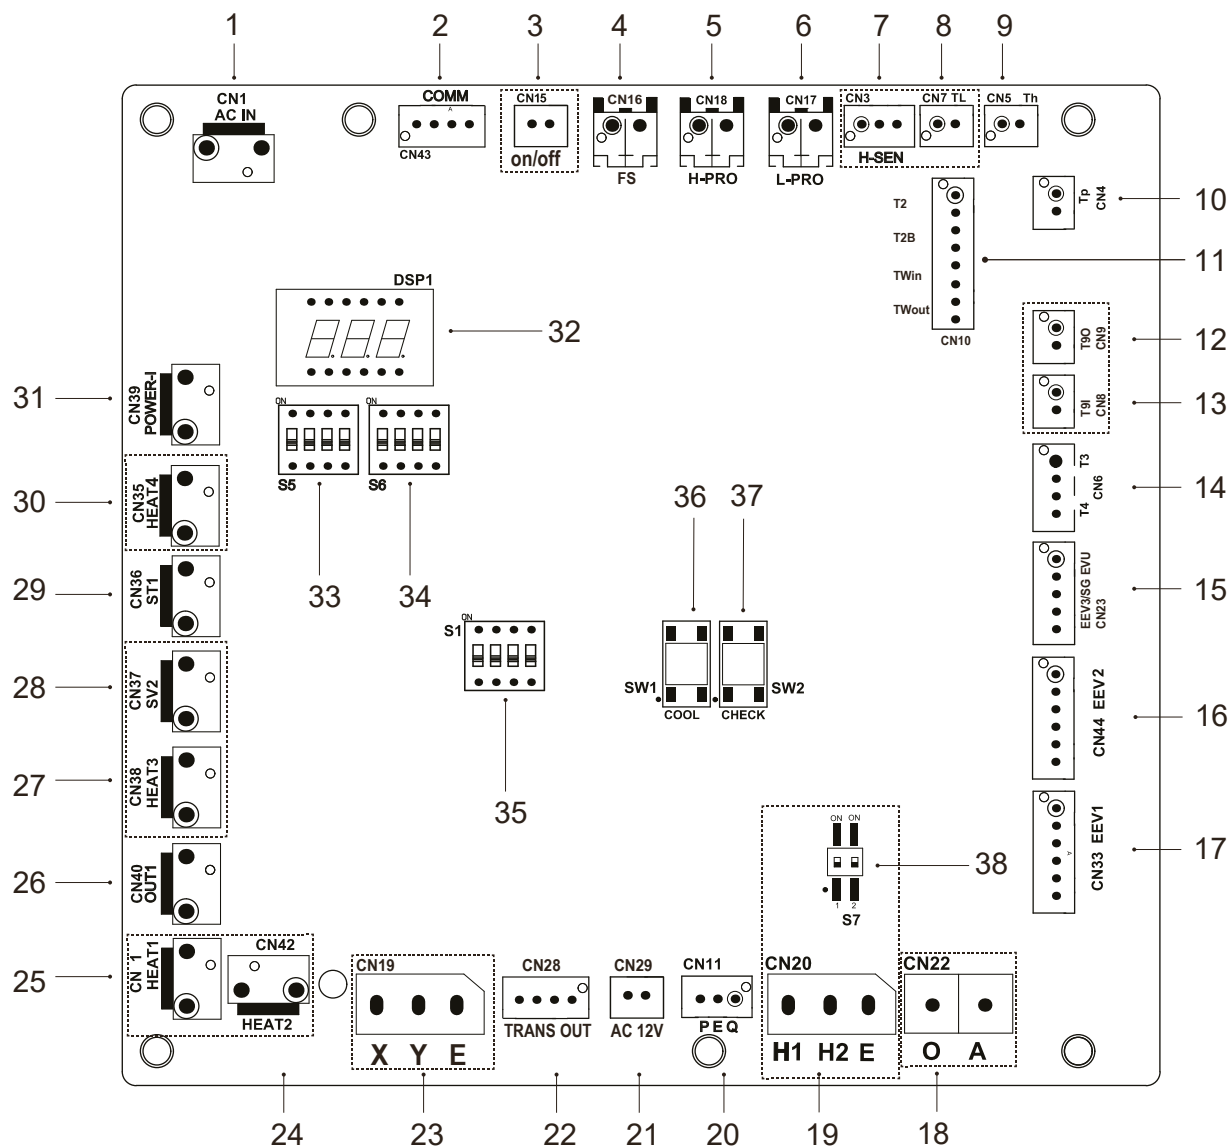 1 2 3 4 5 6 7 8 9
CN1
AC IN
COMM
A
CN43
CN15
on/off
CN16
FS
CN18
H-PRO
CN17
L-PRO
CN3
H-SEN
CN7 TL
CN5 Th
Tp
CN4
10
T2
T2B
TWin
TWout
CN10
11
DSP1
32
T9O
CN9
12
T9I
CN8
13
31
CN39
POWER-I
ON
S5
ON
S6
33
34
30
CN35
HEAT4
T3
CN6
T4
14
36
37
29
CN36
ST1
EEV3/SG EVU
CN23
15
ON
S1
35
SW1
COOL
SW2
CHECK
28
CN37
SV2
CN44 EEV2
16
27
CN38
HEAT3
CN33 EEV1
A
17
ON ON
1 2
S7
38
26
CN40
OUT1
25
CN 1
HEAT1
CN42
HEAT2
CN19
X Y E
CN28
TRANS OUT
CN29
AC 12V
CN11
P E Q
CN20
H1 H2 E
CN22
O A
24 23 22 21 20 19 18